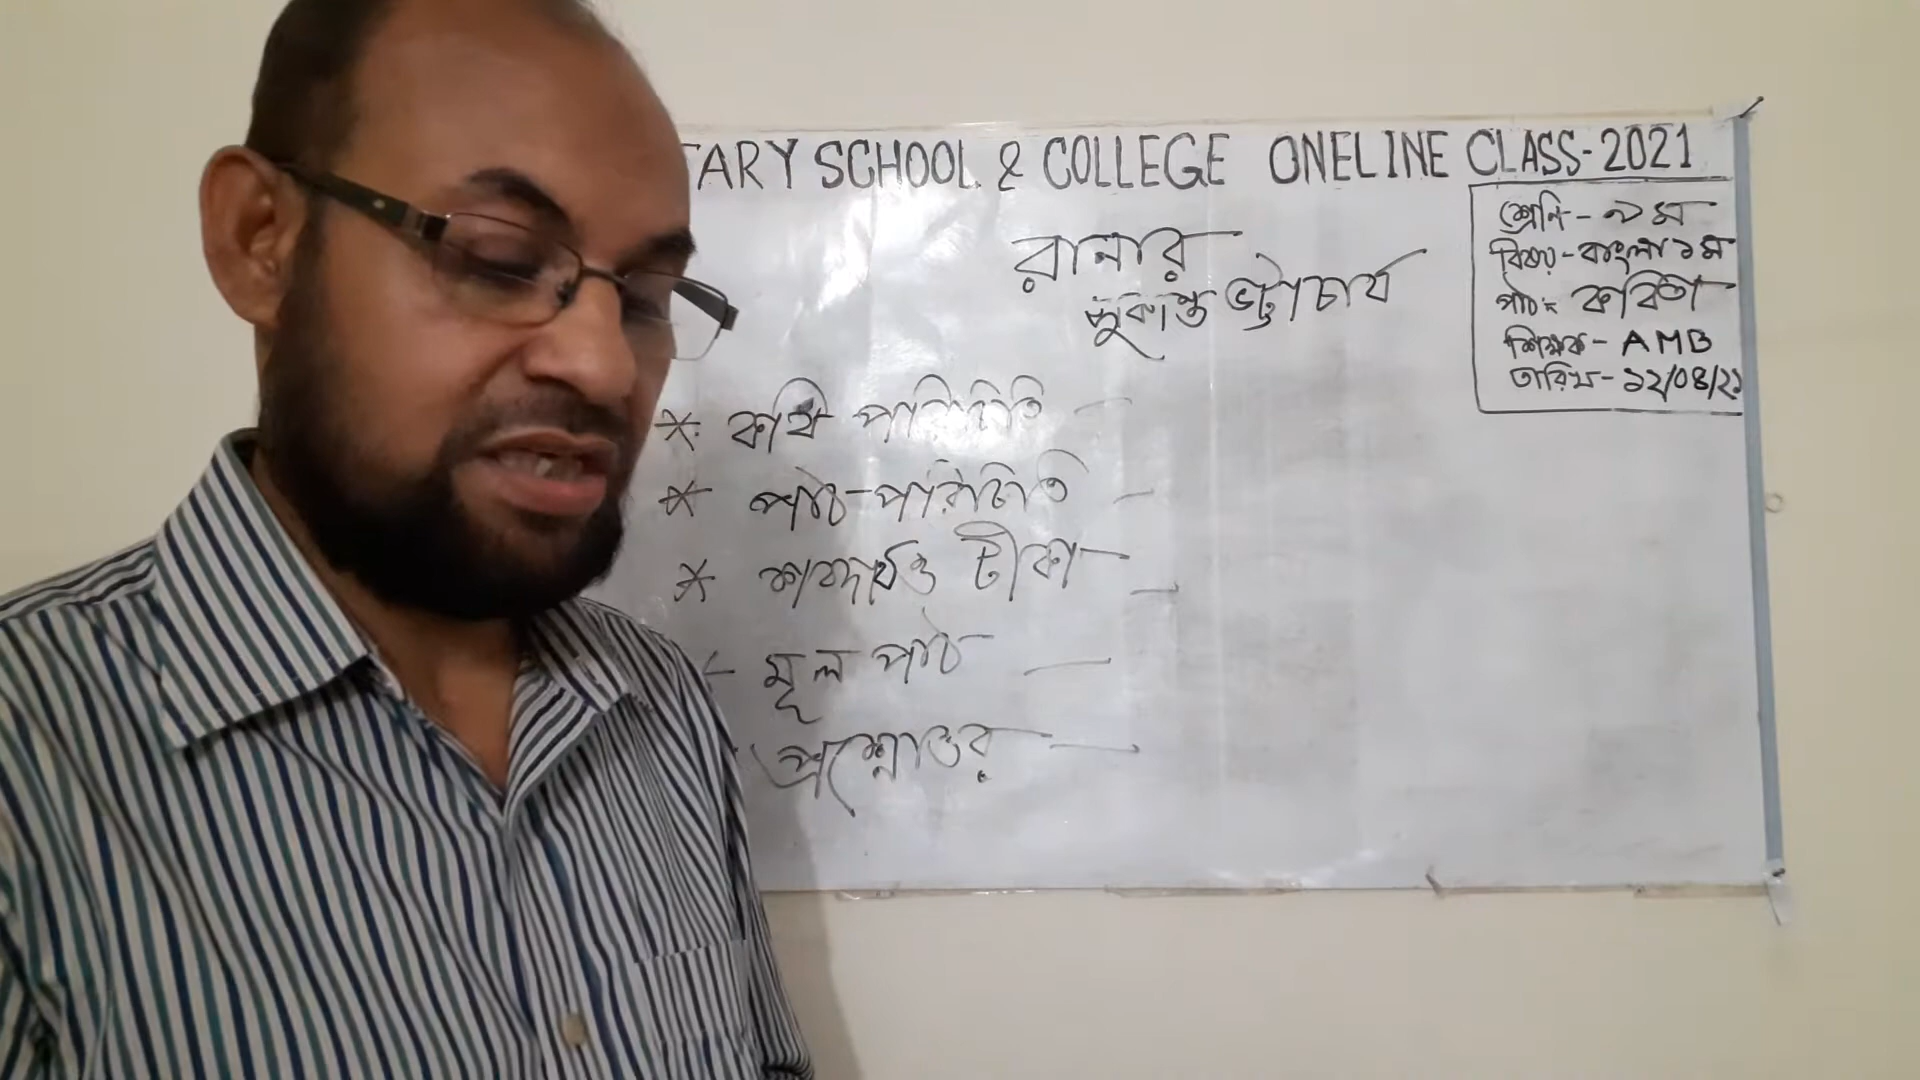 TARY SCHOOL & COLLEGE ONELINE CLASS-2021
শ্রেনি - ৯ম
বিষয় - বাংলা ১ম
পাঠ: কবিতা
শিক্ষক - AMB
তারিখ - ১২/০৪/২১
রানার
সুকান্ত ভট্টাচার্য
* কবি পরিচিতি -
* পাঠ-পরিচিতি -
* শব্দার্থ ও টীকা -
- মূল পাঠ -
প্রশ্নোত্তর -